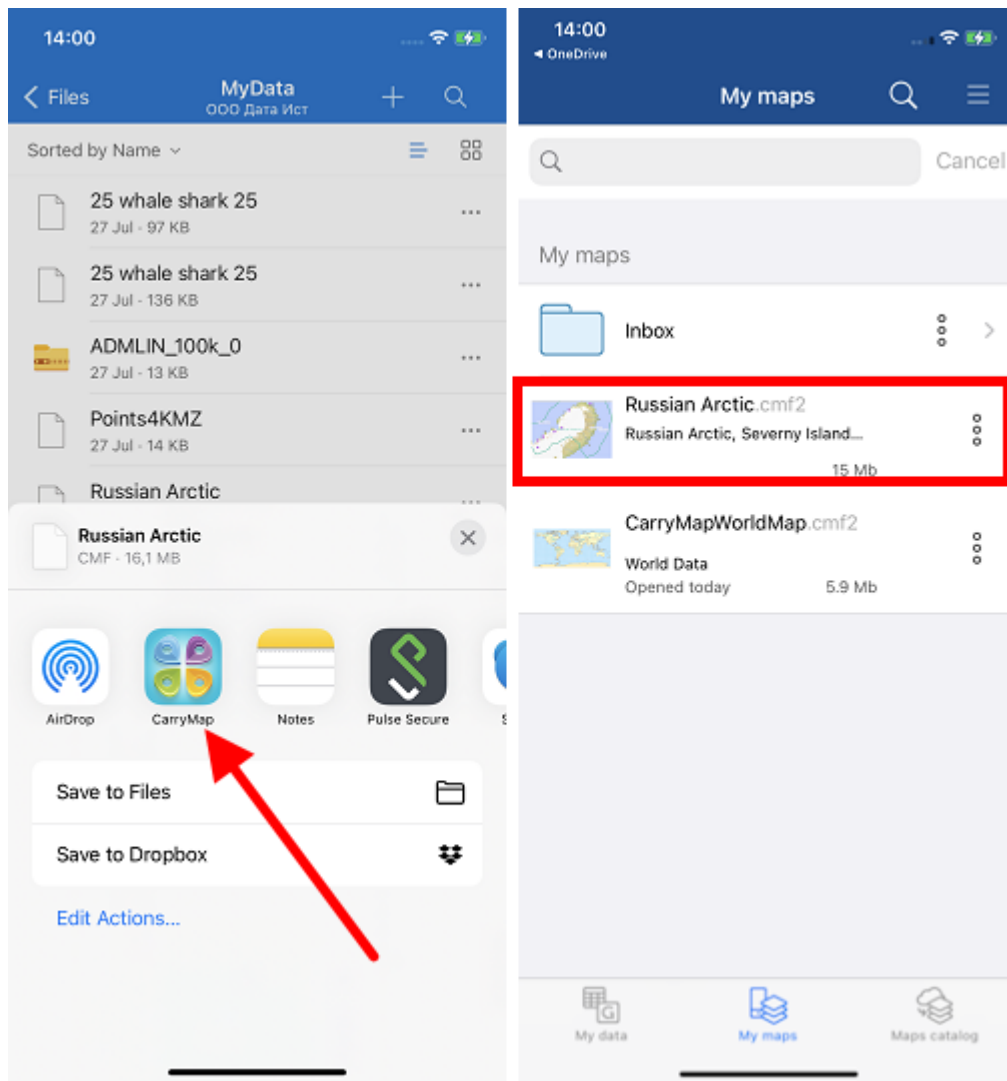 14:00
Files
MyData
ООО Дата Ист
Sorted by Name
25 whale shark 25
27 Jul - 97 KB
25 whale shark 25
27 Jul - 136 KB
ADMLIN_100k_0
27 Jul - 13 KB
Points4KMZ
27 Jul - 14 KB
Russian Arctic
Russian Arctic
CMF - 16,1 MB
AirDrop
CarryMap
Notes
Pulse Secure
Save to Files
Save to Dropbox
Edit Actions...
14:00
OneDrive
My maps
Cancel
My maps
Inbox
Russian Arctic.cmf2
Russian Arctic, Severny Island...
15 Mb
CarryMapWorldMap.cmf2
World Data
Opened today 5.9 Mb
G
My data
My maps
Maps catalog